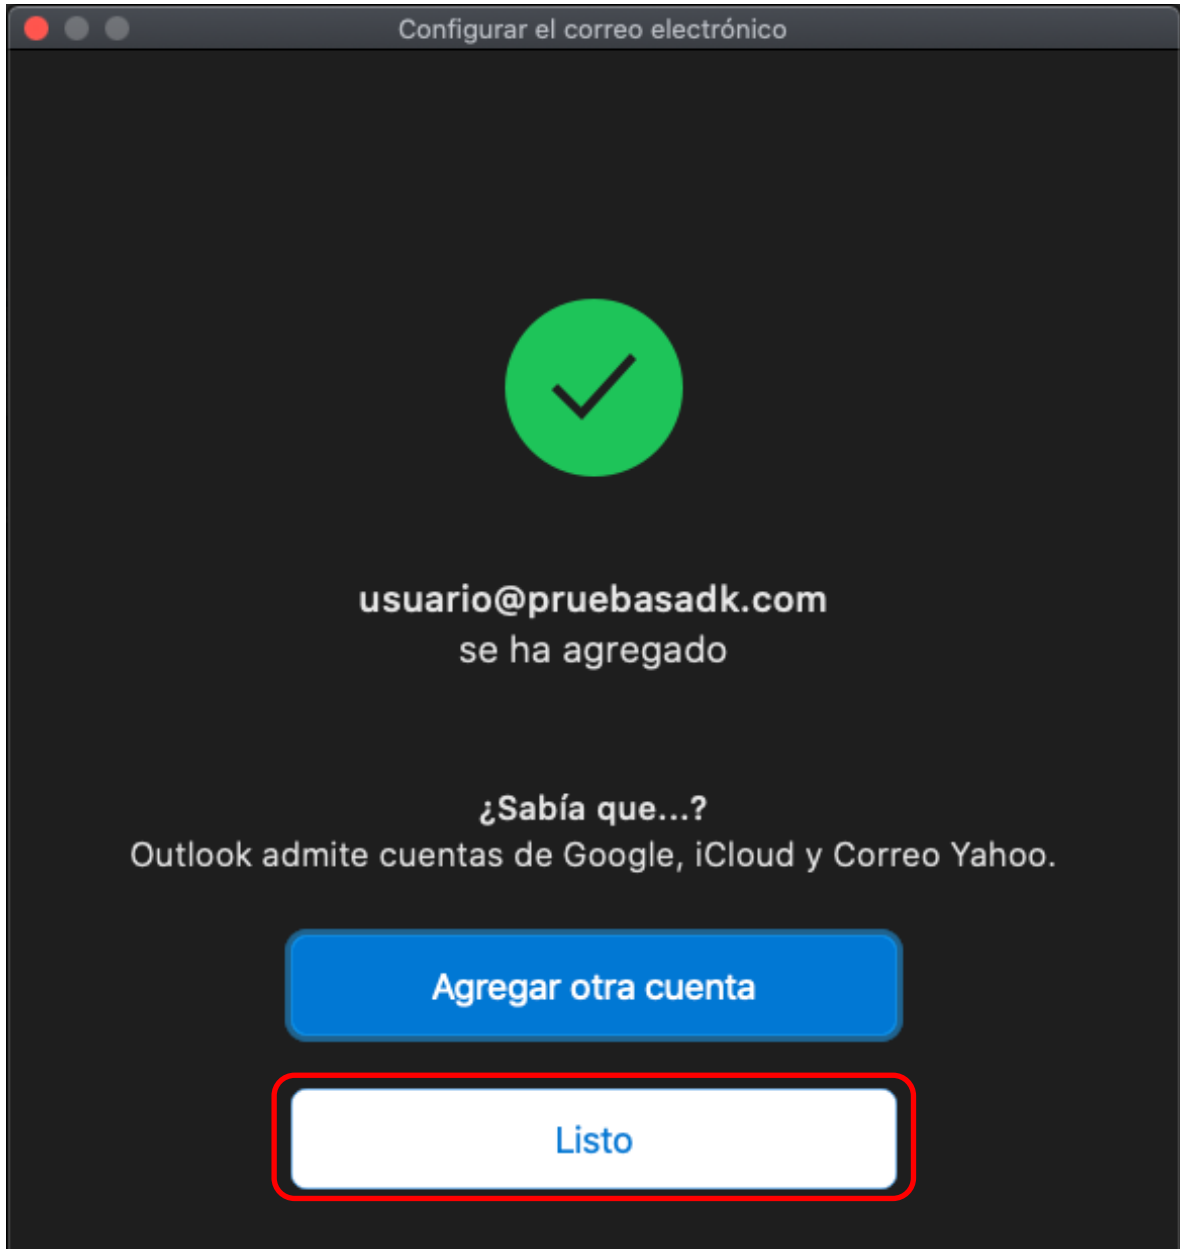 Configurar el correo electrónico
usuario@pruebasadk.com
se ha agregado
¿Sabía que...?
Outlook admite cuentas de Google, iCloud y Correo Yahoo.
Agregar otra cuenta
Listo